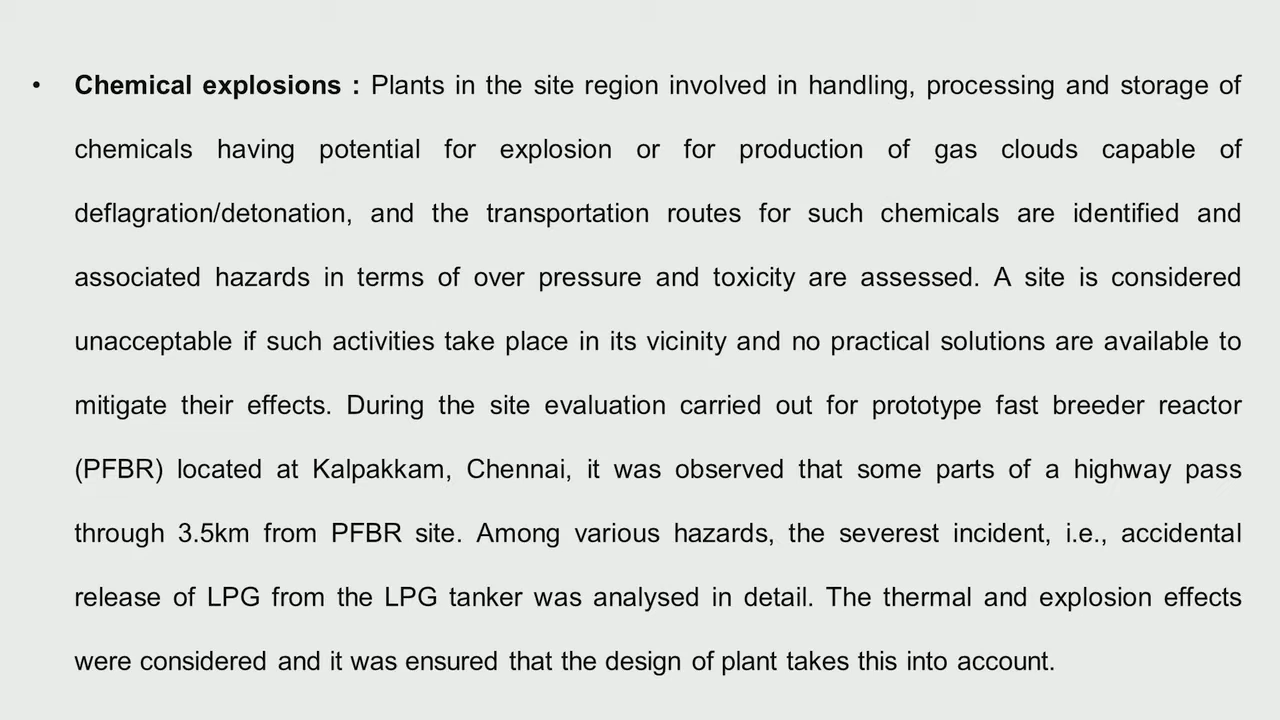 • Chemical explosions : Plants in the site region involved in handling, processing and storage of
chemicals having potential for explosion or for production of gas clouds capable of
deflagration/detonation, and the transportation routes for such chemicals are identified and
associated hazards in terms of over pressure and toxicity are assessed. A site is considered
unacceptable if such activities take place in its vicinity and no practical solutions are available to
mitigate their effects. During the site evaluation carried out for prototype fast breeder reactor
(PFBR) located at Kalpakkam, Chennai, it was observed that some parts of a highway pass
through 3.5km from PFBR site. Among various hazards, the severest incident, i.e., accidental
release of LPG from the LPG tanker was analysed in detail. The thermal and explosion effects
were considered and it was ensured that the design of plant takes this into account.